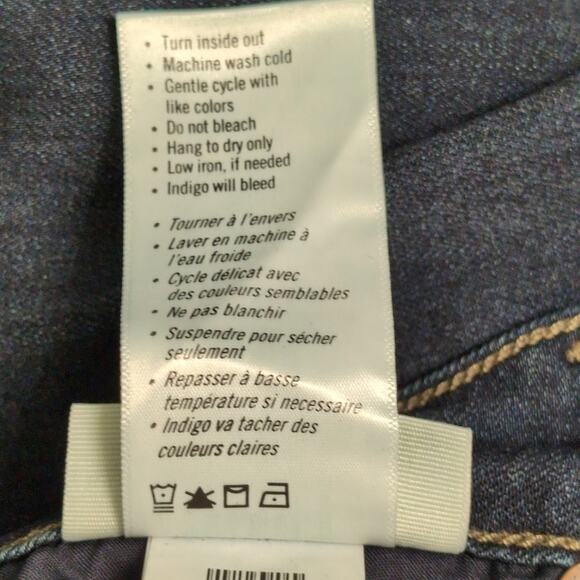 • Turn inside out
• Machine wash cold
• Gentle cycle with
like colors
• Do not bleach
• Hang to dry only
• Low iron, if needed
• Indigo will bleed
• Tourner à l'envers
• Laver en machine à
l'eau froide
• Cycle délicat avec
des couleurs semblables
• Ne pas blanchir
• Suspendre pour sécher
seulement
• Repasser à basse
température si necessaire
• Indigo va tacher des
couleurs claires